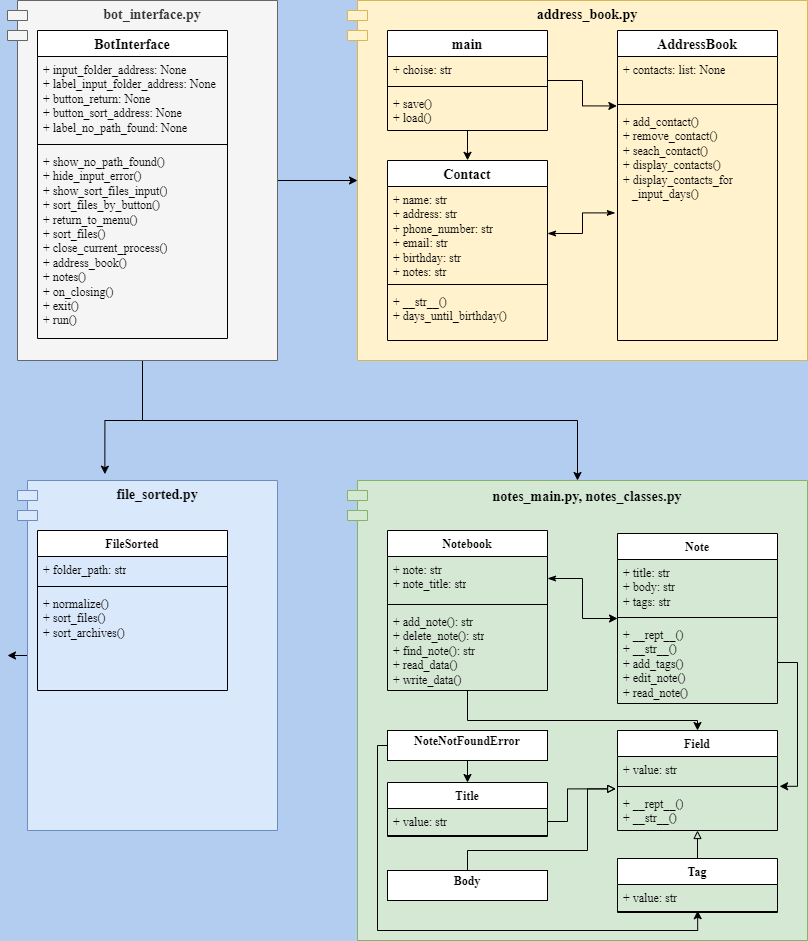 bot_interface.py
BotInterface
+ input_folder_address: None
+ label_input_folder_address: None
+ button_return: None
+ button_sort_address: None
+ label_no_path_found: None
+ show_no_path_found()
+ hide_input_error()
+ show_sort_files_input()
+ sort_files_by_button()
+ return_to_menu()
+ sort_files()
+ close_current_process()
+ address_book()
+ notes()
+ on_closing()
+ exit()
+ run()
address_book.py
main
+ choise: str
+ save()
+ load()
AddressBook
+ contacts: list: None
+ add_contact()
+ remove_contact()
+ seach_contact()
+ display_contacts()
+ display_contacts_for
_input_days()
Contact
+ name: str
+ address: str
+ phone_number: str
+ email: str
+ birthday: str
+ notes: str
+ __str__()
+ days_until_birthday()
file_sorted.py
FileSorted
+ folder_path: str
+ normalize()
+ sort_files()
+ sort_archives()
notes_main.py, notes_classes.py
Notebook
+ note: str
+ note_title: str
+ add_note(): str
+ delete_note(): str
+ find_note(): str
+ read_data()
+ write_data()
Note
+ title: str
+ body: str
+ tags: str
+ __rept__()
+ __str__()
+ add_tags()
+ edit_note()
+ read_note()
NoteNotFoundError
Field
+ value: str
+ __rept__()
+ __str__()
Title
+ value: str
Body
Tag
+ value: str